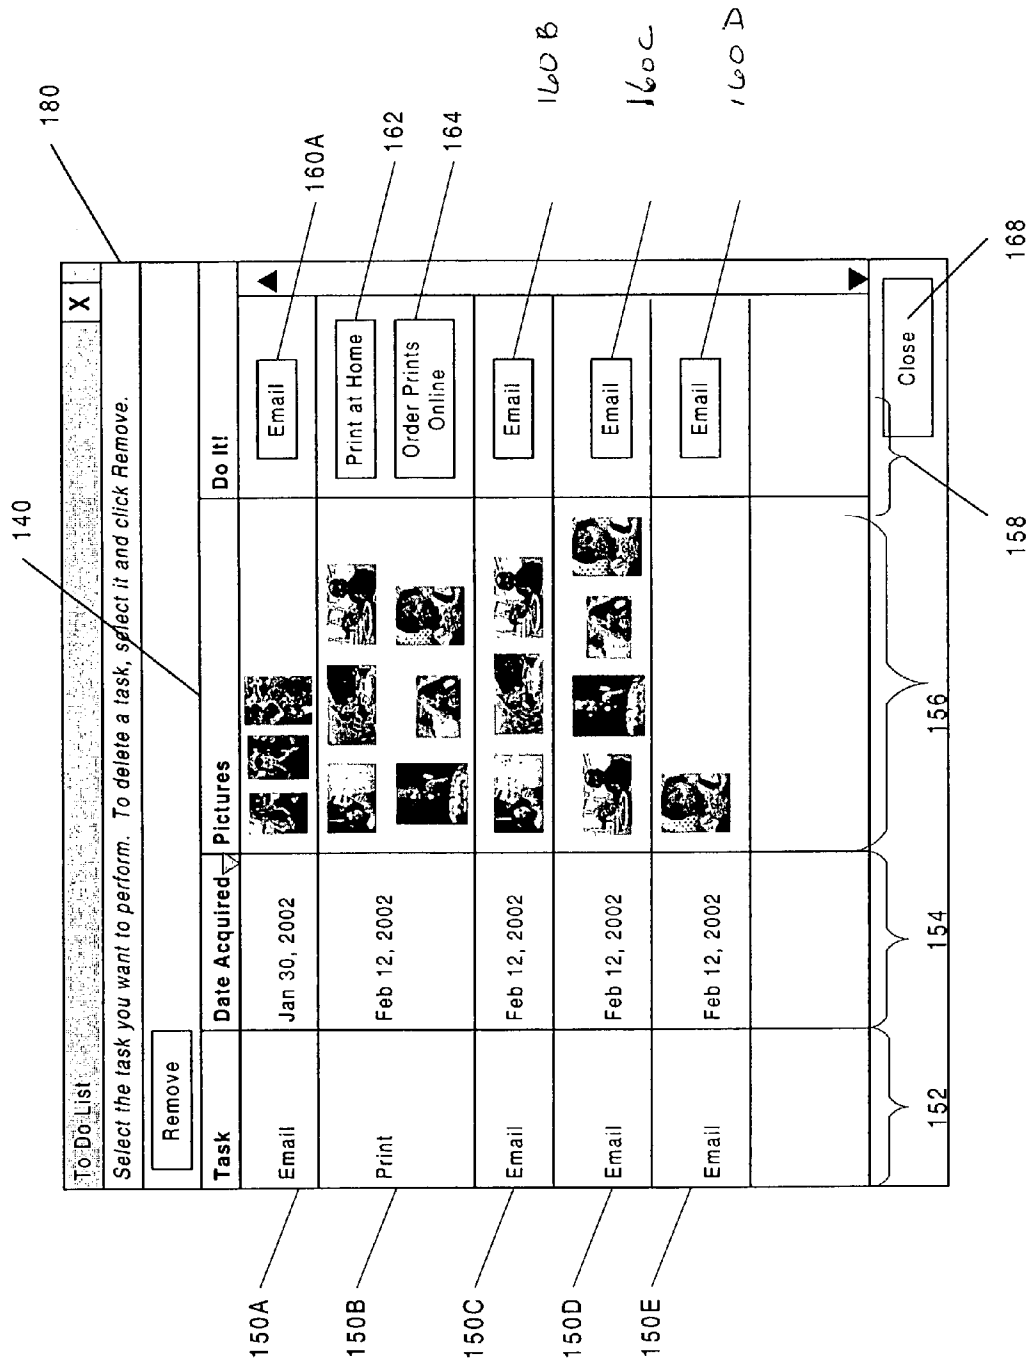 140
180
To Do List
X
Select the task you want to perform. To delete a task, select it and click Remove.
Remove
Task
Date Acquired
Pictures
Do It!
150A
Email
Jan 30, 2002
Email
160A
150B
Print
Feb 12, 2002
Print at Home
162
Order Prints
Online
164
150C
Email
Feb 12, 2002
Email
160B
150D
Email
Feb 12, 2002
Email
160C
150E
Email
Feb 12, 2002
Email
160D
Close
152
154
156
158
168